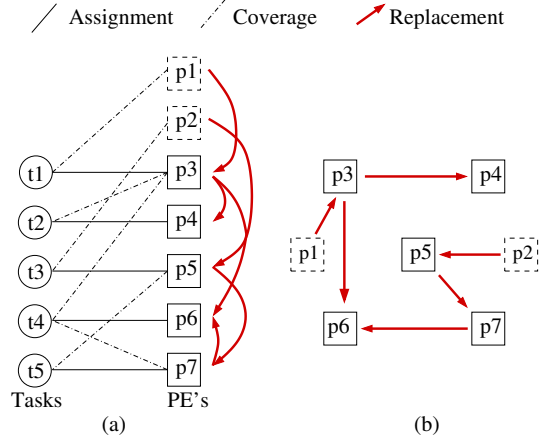 Assignment Coverage Replacement
p1
p2
t1 p3 p3 p4
t2 p4
t3 p5 p1 p5 p2
t4 p6 p6 p7
t5 p7
Tasks PE's
(a) (b)